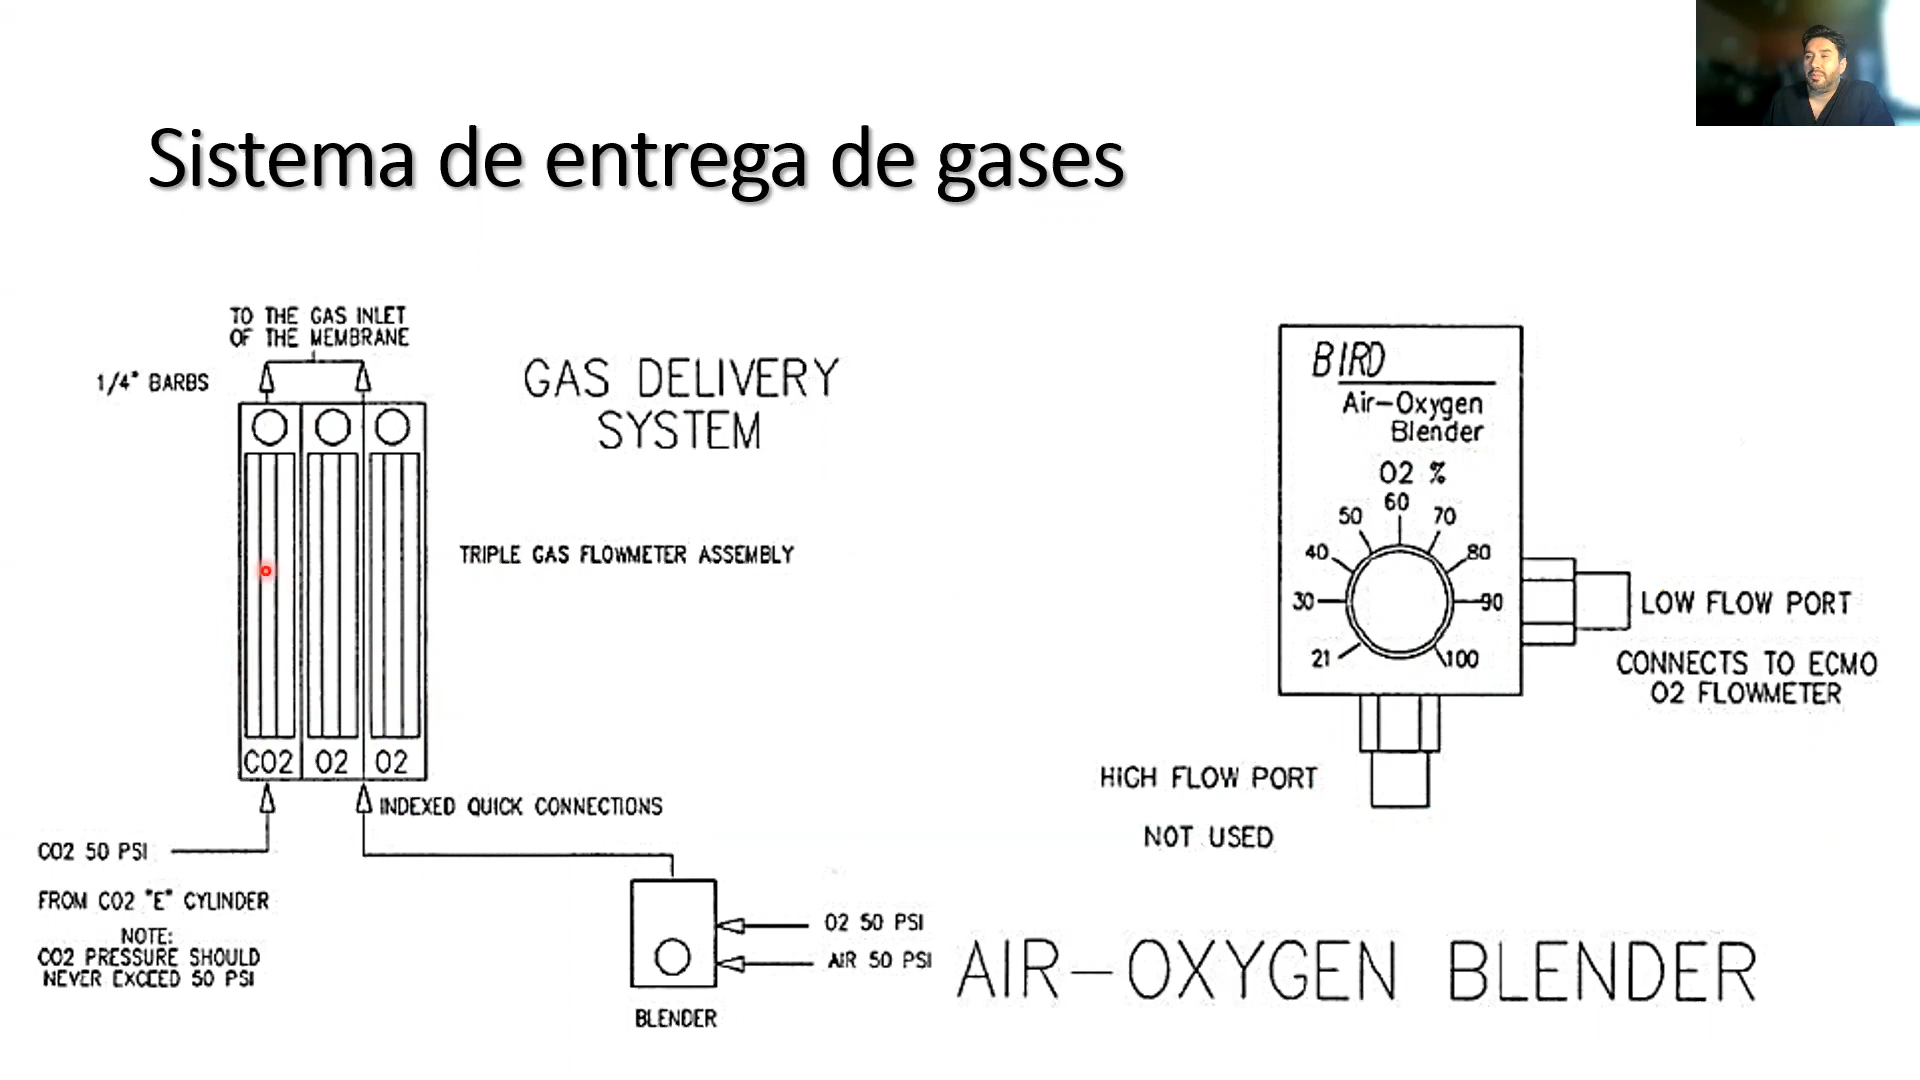 Sistema de entrega de gases
TO THE GAS INLET
OF THE MEMBRANE
1/4" BARBS
GAS DELIVERY
SYSTEM
TRIPLE GAS FLOWMETER ASSEMBLY
CO2 O2 O2
INDEXED QUICK CONNECTIONS
CO2 50 PSI
FROM CO2 "E" CYLINDER
NOTE:
CO2 PRESSURE SHOULD
NEVER EXCEED 50 PSI
O2 50 PSI
AIR 50 PSI
BLENDER
BIRD
Air-Oxygen
Blender
O2 %
60
50 70
40 80
30 90
21 100
LOW FLOW PORT
CONNECTS TO ECMO
O2 FLOWMETER
HIGH FLOW PORT
NOT USED
AIR-OXYGEN BLENDER